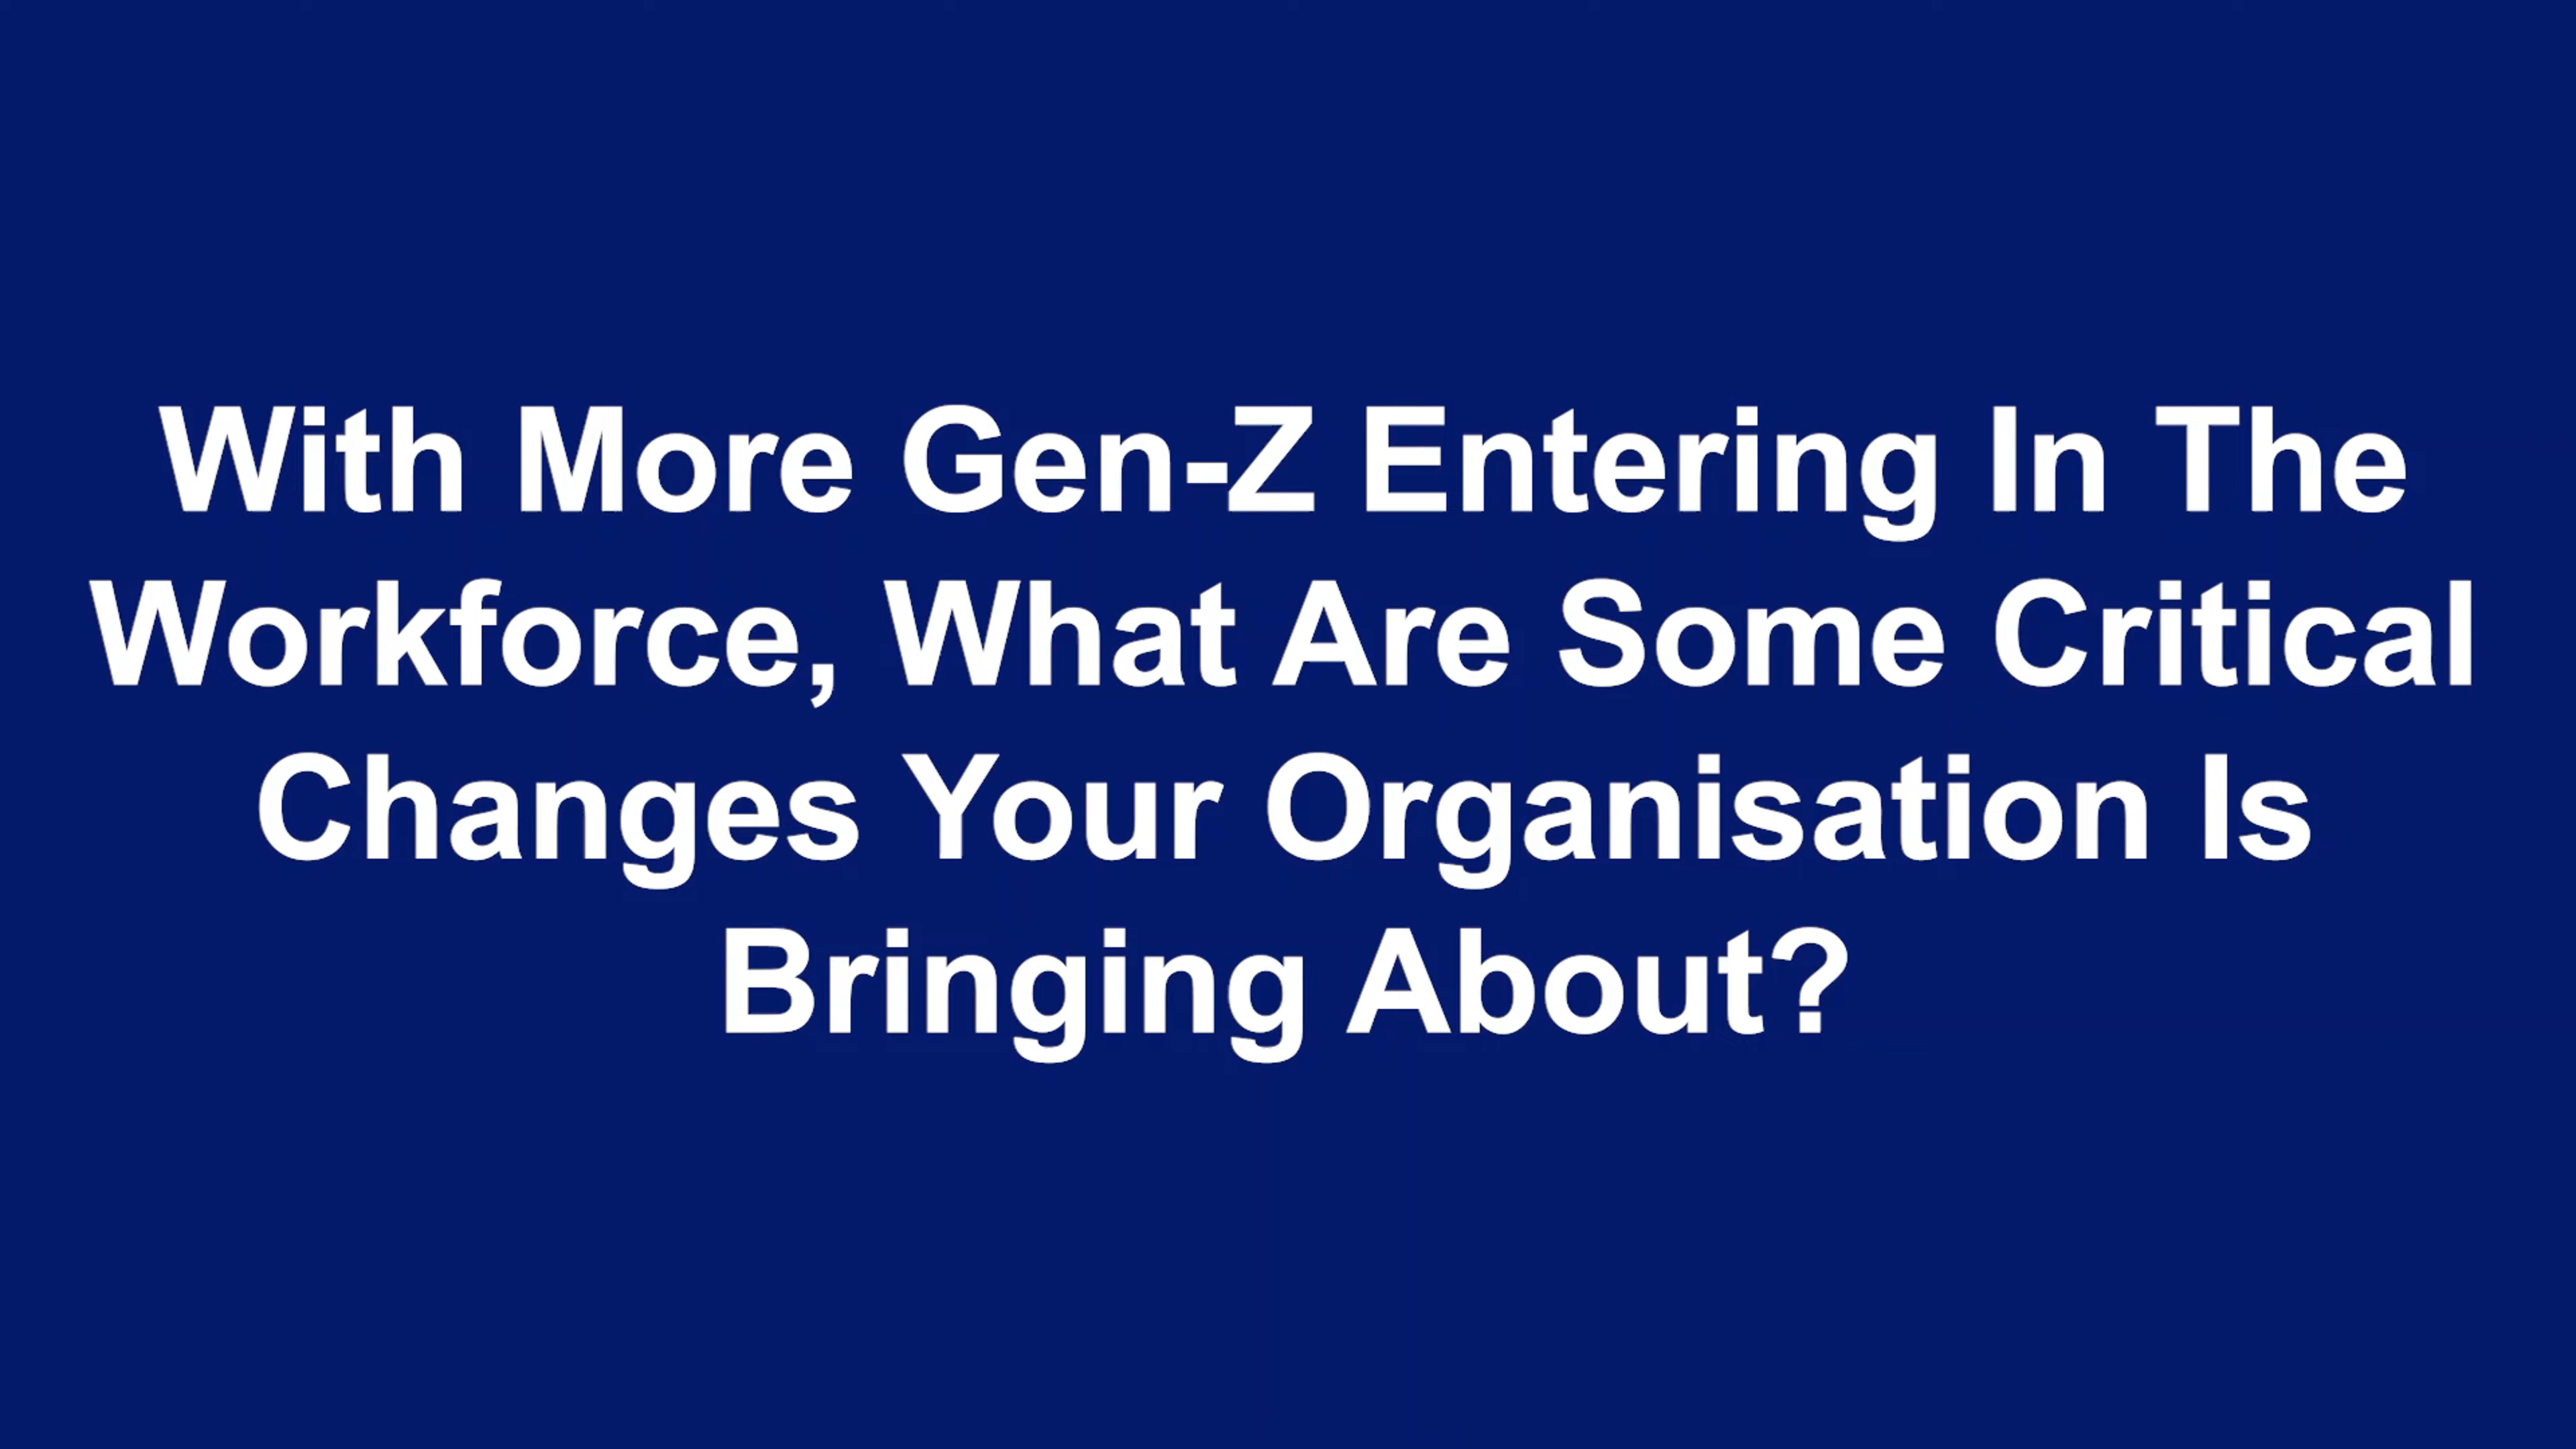 With More Gen-Z Entering In The
Workforce, What Are Some Critical
Changes Your Organisation Is
Bringing About?